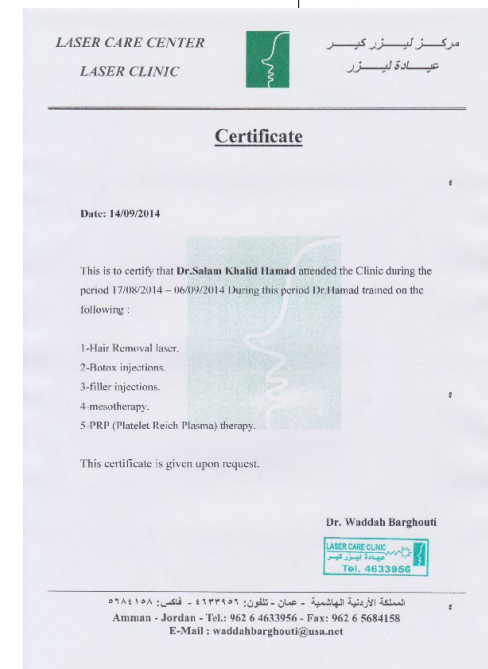 LASER CARE CENTER
LASER CLINIC
مركـــز ليــــزر كيــــر
عيــــادة ليــــزر
Certificate
Date: 14/09/2014
This is to certify that Dr.Salam Khalid Hamad attended the Clinic during the
period 17/08/2014 – 06/09/2014 During this period Dr.Hamad trained on the
following :
1-Hair Removal laser.
2-Botox injections.
3-filler injections.
4-mesotherapy.
5-PRP (Platelet Reich Plasma) therapy.
This certificate is given upon request.
Dr. Waddah Barghouti
LASER CARE CLINIC
عيادة ليزر كير
Tel. 4633956
المملكة الأردنية الهاشمية - عمان - تلفون: ٤٦٣٣٩٥٦ - فاكس: ٥٦٨٤١٥٨
Amman - Jordan - Tel.: 962 6 4633956 - Fax: 962 6 5684158
E-Mail : waddahbarghouti@usa.net